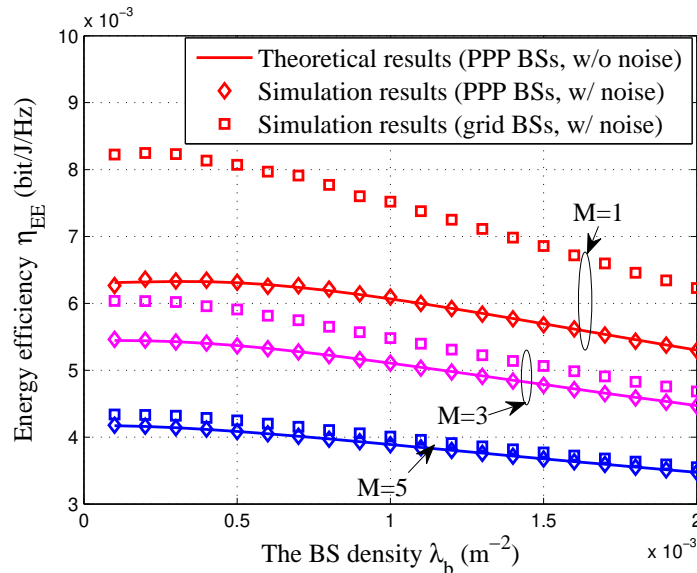 x 10⁻³
10
9
8
7
6
5
4
3
Energy efficiency η_EE (bit/J/Hz)
Theoretical results (PPP BSs, w/o noise)
Simulation results (PPP BSs, w/ noise)
Simulation results (grid BSs, w/ noise)
M=1
M=3
M=5
0 0.5 1 1.5 2
x 10⁻³
The BS density λ_b (m⁻²)